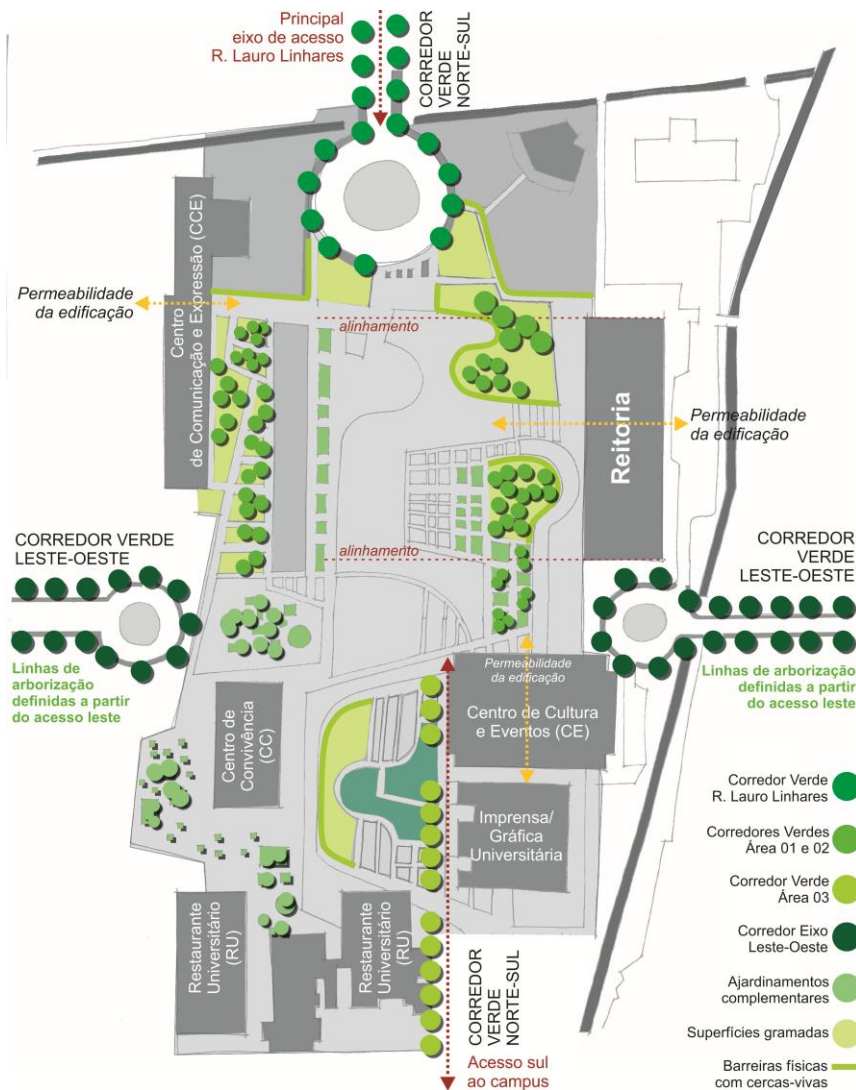 Principal
eixo de acesso
R. Lauro Linhares
CORREDOR
VERDE
NORTE-SUL
Centro
de Comunicação e Expressão (CCE)
Permeabilidade
da edificação
alinhamento
Reitoria
Permeabilidade
da edificação
CORREDOR VERDE
LESTE-OESTE
alinhamento
CORREDOR
VERDE
LESTE-OESTE
Linhas de
arborização
definidas a partir
do acesso leste
Permeabilidade
da edificação
Linhas de arborização
definidas a partir
do acesso leste
Centro de
Convivência
(CC)
Centro de Cultura
e Eventos (CE)
Imprensa/
Gráfica
Universitária
Restaurante
Universitário
(RU)
Restaurante
Universitário
(RU)
CORREDOR
VERDE
NORTE-SUL
Acesso sul
ao campus
Corredor Verde
R. Lauro Linhares
Corredores Verdes
Área 01 e 02
Corredor Verde
Área 03
Corredor Eixo
Leste-Oeste
Ajardinamentos
complementares
Superfícies gramadas
Barreiras físicas
com cercas-vivas